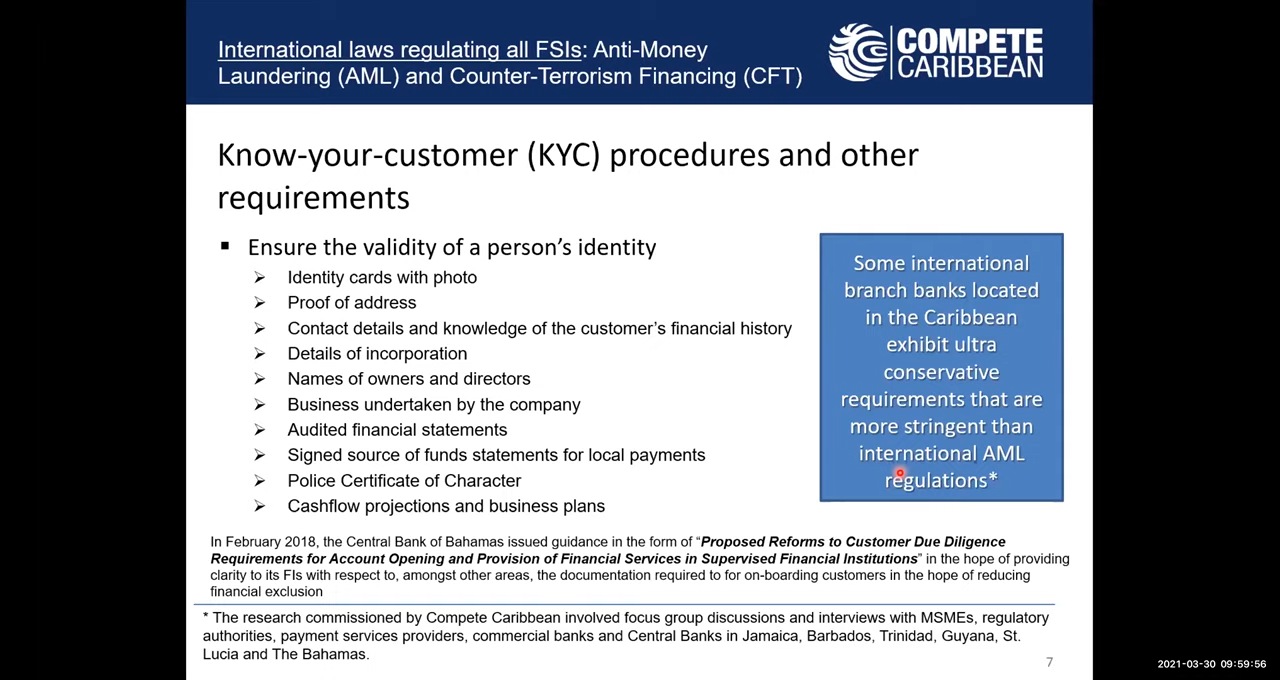 International laws regulating all FSIs: Anti-Money
Laundering (AML) and Counter-Terrorism Financing (CFT)
COMPETE
CARIBBEAN
Know-your-customer (KYC) procedures and other
requirements
▪ Ensure the validity of a person’s identity
➢ Identity cards with photo
➢ Proof of address
➢ Contact details and knowledge of the customer’s financial history
➢ Details of incorporation
➢ Names of owners and directors
➢ Business undertaken by the company
➢ Audited financial statements
➢ Signed source of funds statements for local payments
➢ Police Certificate of Character
➢ Cashflow projections and business plans
Some international
branch banks located
in the Caribbean
exhibit ultra
conservative
requirements that are
more stringent than
international AML
regulations*
In February 2018, the Central Bank of Bahamas issued guidance in the form of “Proposed Reforms to Customer Due Diligence
Requirements for Account Opening and Provision of Financial Services in Supervised Financial Institutions” in the hope of providing
clarity to its FIs with respect to, amongst other areas, the documentation required to for on-boarding customers in the hope of reducing
financial exclusion
* The research commissioned by Compete Caribbean involved focus group discussions and interviews with MSMEs, regulatory
authorities, payment services providers, commercial banks and Central Banks in Jamaica, Barbados, Trinidad, Guyana, St.
Lucia and The Bahamas.
7
2021-03-30 09:59:56